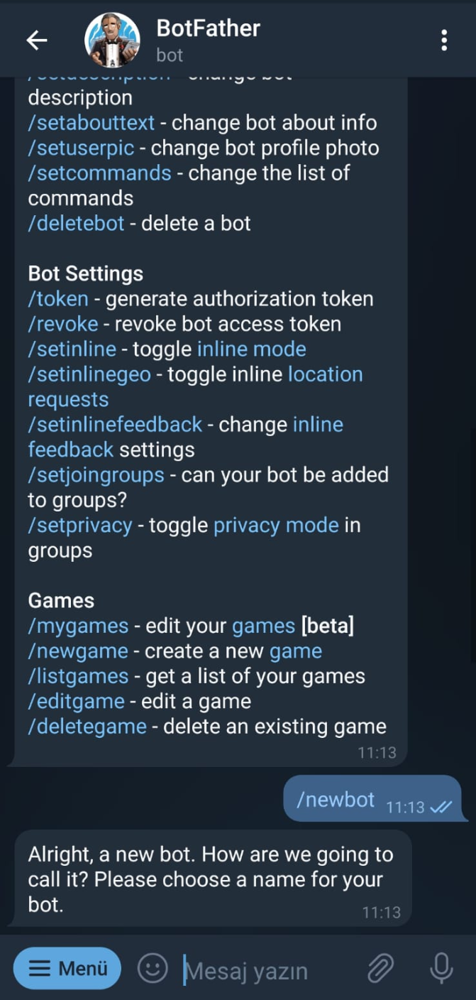 BotFather
bot
description
/setabouttext - change bot about info
/setuserpic - change bot profile photo
/setcommands - change the list of
commands
/deletebot - delete a bot
Bot Settings
/token - generate authorization token
/revoke - revoke bot access token
/setinline - toggle inline mode
/setinlinegeo - toggle inline location
requests
/setinlinefeedback - change inline
feedback settings
/setjoingroups - can your bot be added
to groups?
/setprivacy - toggle privacy mode in
groups
Games
/mygames - edit your games [beta]
/newgame - create a new game
/listgames - get a list of your games
/editgame - edit a game
/deletegame - delete an existing game
11:13
/newbot 11:13
Alright, a new bot. How are we going to
call it? Please choose a name for your
bot.
11:13
Menü
Mesaj yazın